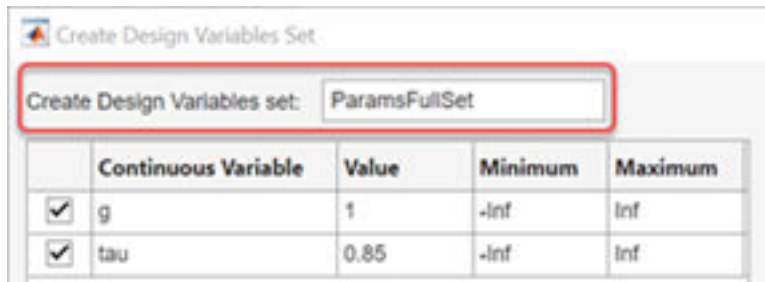 Create Design Variables Set
Create Design Variables set: ParamsFullSet
Continuous Variable Value Minimum Maximum
g 1 -Inf Inf
tau 0.85 -Inf Inf